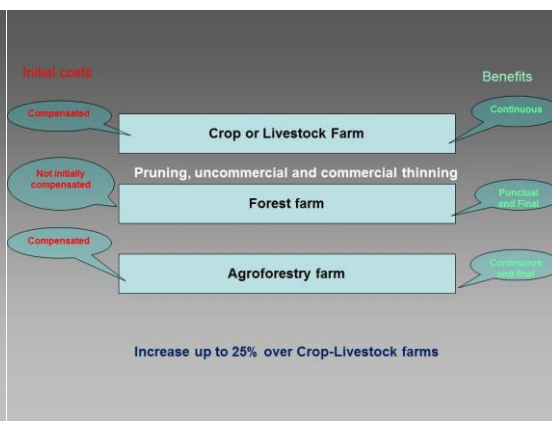 Initial costs
Benefits
Compensated
Continuous
Crop or Livestock Farm
Not initially
compensated
Pruning, uncommercial and commercial thinning
Forest farm
Punctual
and Final
Compensated
Continuous
and final
Agroforestry farm
Increase up to 25% over Crop-Livestock farms